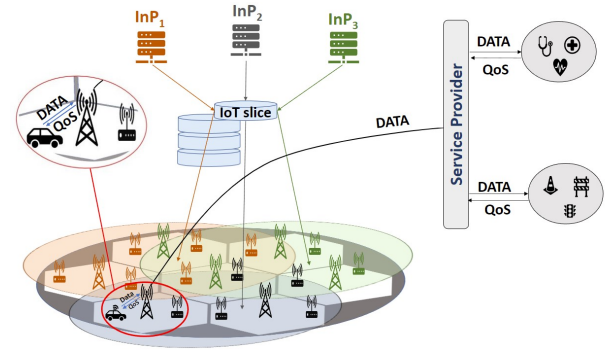 InP1
InP2
InP3
IoT slice
DATA
QoS
DATA
Service Provider
DATA
QoS
DATA
QoS
Data
QoS